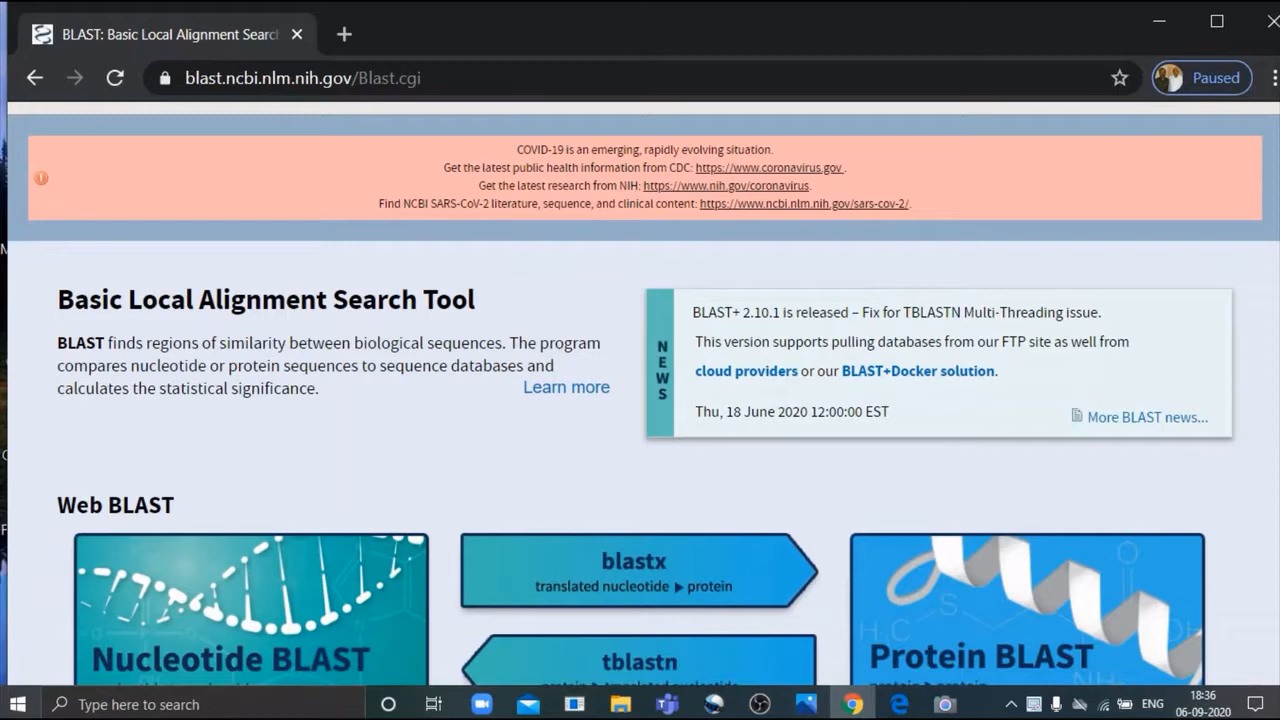 BLAST: Basic Local Alignment Searc
blast.ncbi.nlm.nih.gov/Blast.cgi
Paused
COVID-19 is an emerging, rapidly evolving situation.
Get the latest public health information from CDC: https://www.coronavirus.gov .
Get the latest research from NIH: https://www.nih.gov/coronavirus.
Find NCBI SARS-CoV-2 literature, sequence, and clinical content: https://www.ncbi.nlm.nih.gov/sars-cov-2/.
Basic Local Alignment Search Tool
BLAST finds regions of similarity between biological sequences. The program
compares nucleotide or protein sequences to sequence databases and
calculates the statistical significance.
Learn more
NEWS
BLAST+ 2.10.1 is released – Fix for TBLASTN Multi-Threading issue.
This version supports pulling databases from our FTP site as well from
cloud providers or our BLAST+Docker solution.
Thu, 18 June 2020 12:00:00 EST
More BLAST news...
Web BLAST
Nucleotide BLAST
blastx
translated nucleotide ▶ protein
tblastn
Protein BLAST
Type here to search
ENG
18:36
06-09-2020